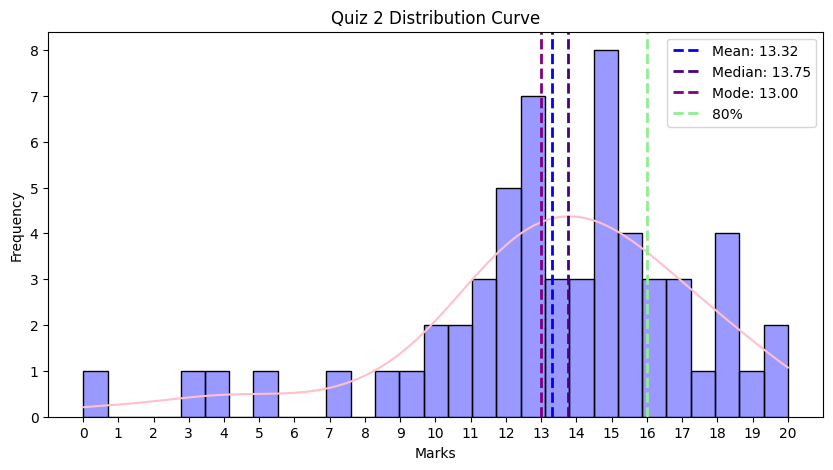 Quiz 2 Distribution Curve
Mean: 13.32
Median: 13.75
Mode: 13.00
80%
Frequency
8
7
6
5
4
3
2
1
0
0 1 2 3 4 5 6 7 8 9 10 11 12 13 14 15 16 17 18 19 20
Marks